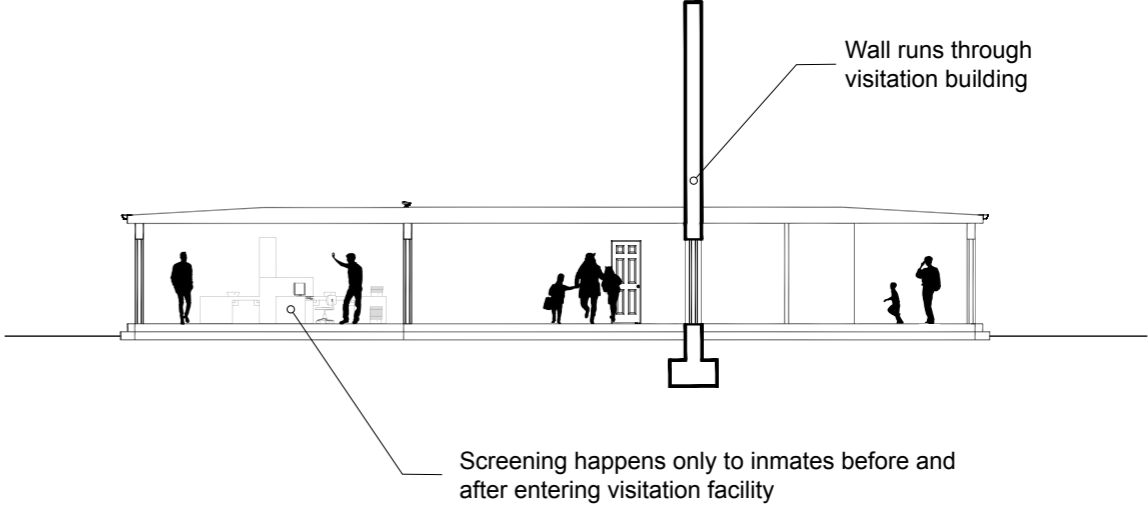 Wall runs through
visitation building
Screening happens only to inmates before and
after entering visitation facility